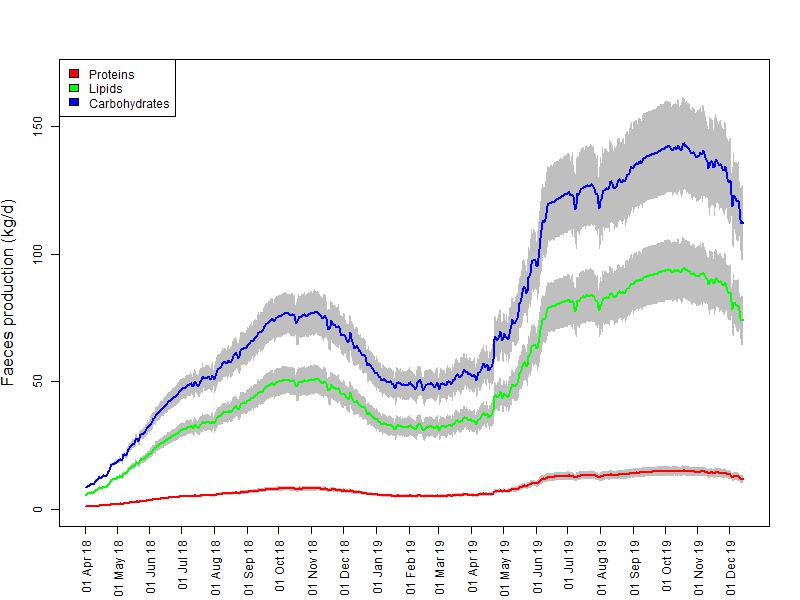 Proteins
Lipids
Carbohydrates
Faeces production (kg/d)
150
100
50
0
01 Apr 18
01 May 18
01 Jun 18
01 Jul 18
01 Aug 18
01 Sep 18
01 Oct 18
01 Nov 18
01 Dec 18
01 Jan 19
01 Feb 19
01 Mar 19
01 Apr 19
01 May 19
01 Jun 19
01 Jul 19
01 Aug 19
01 Sep 19
01 Oct 19
01 Nov 19
01 Dec 19